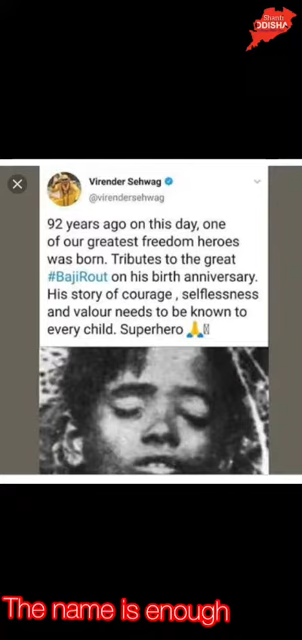 Shanti
ODISHA
Virender Sehwag
@virendersehwag
92 years ago on this day, one
of our greatest freedom heroes
was born. Tributes to the great
#BajiRout on his birth anniversary.
His story of courage , selflessness
and valour needs to be known to
every child. Superhero 🙏
The name is enough